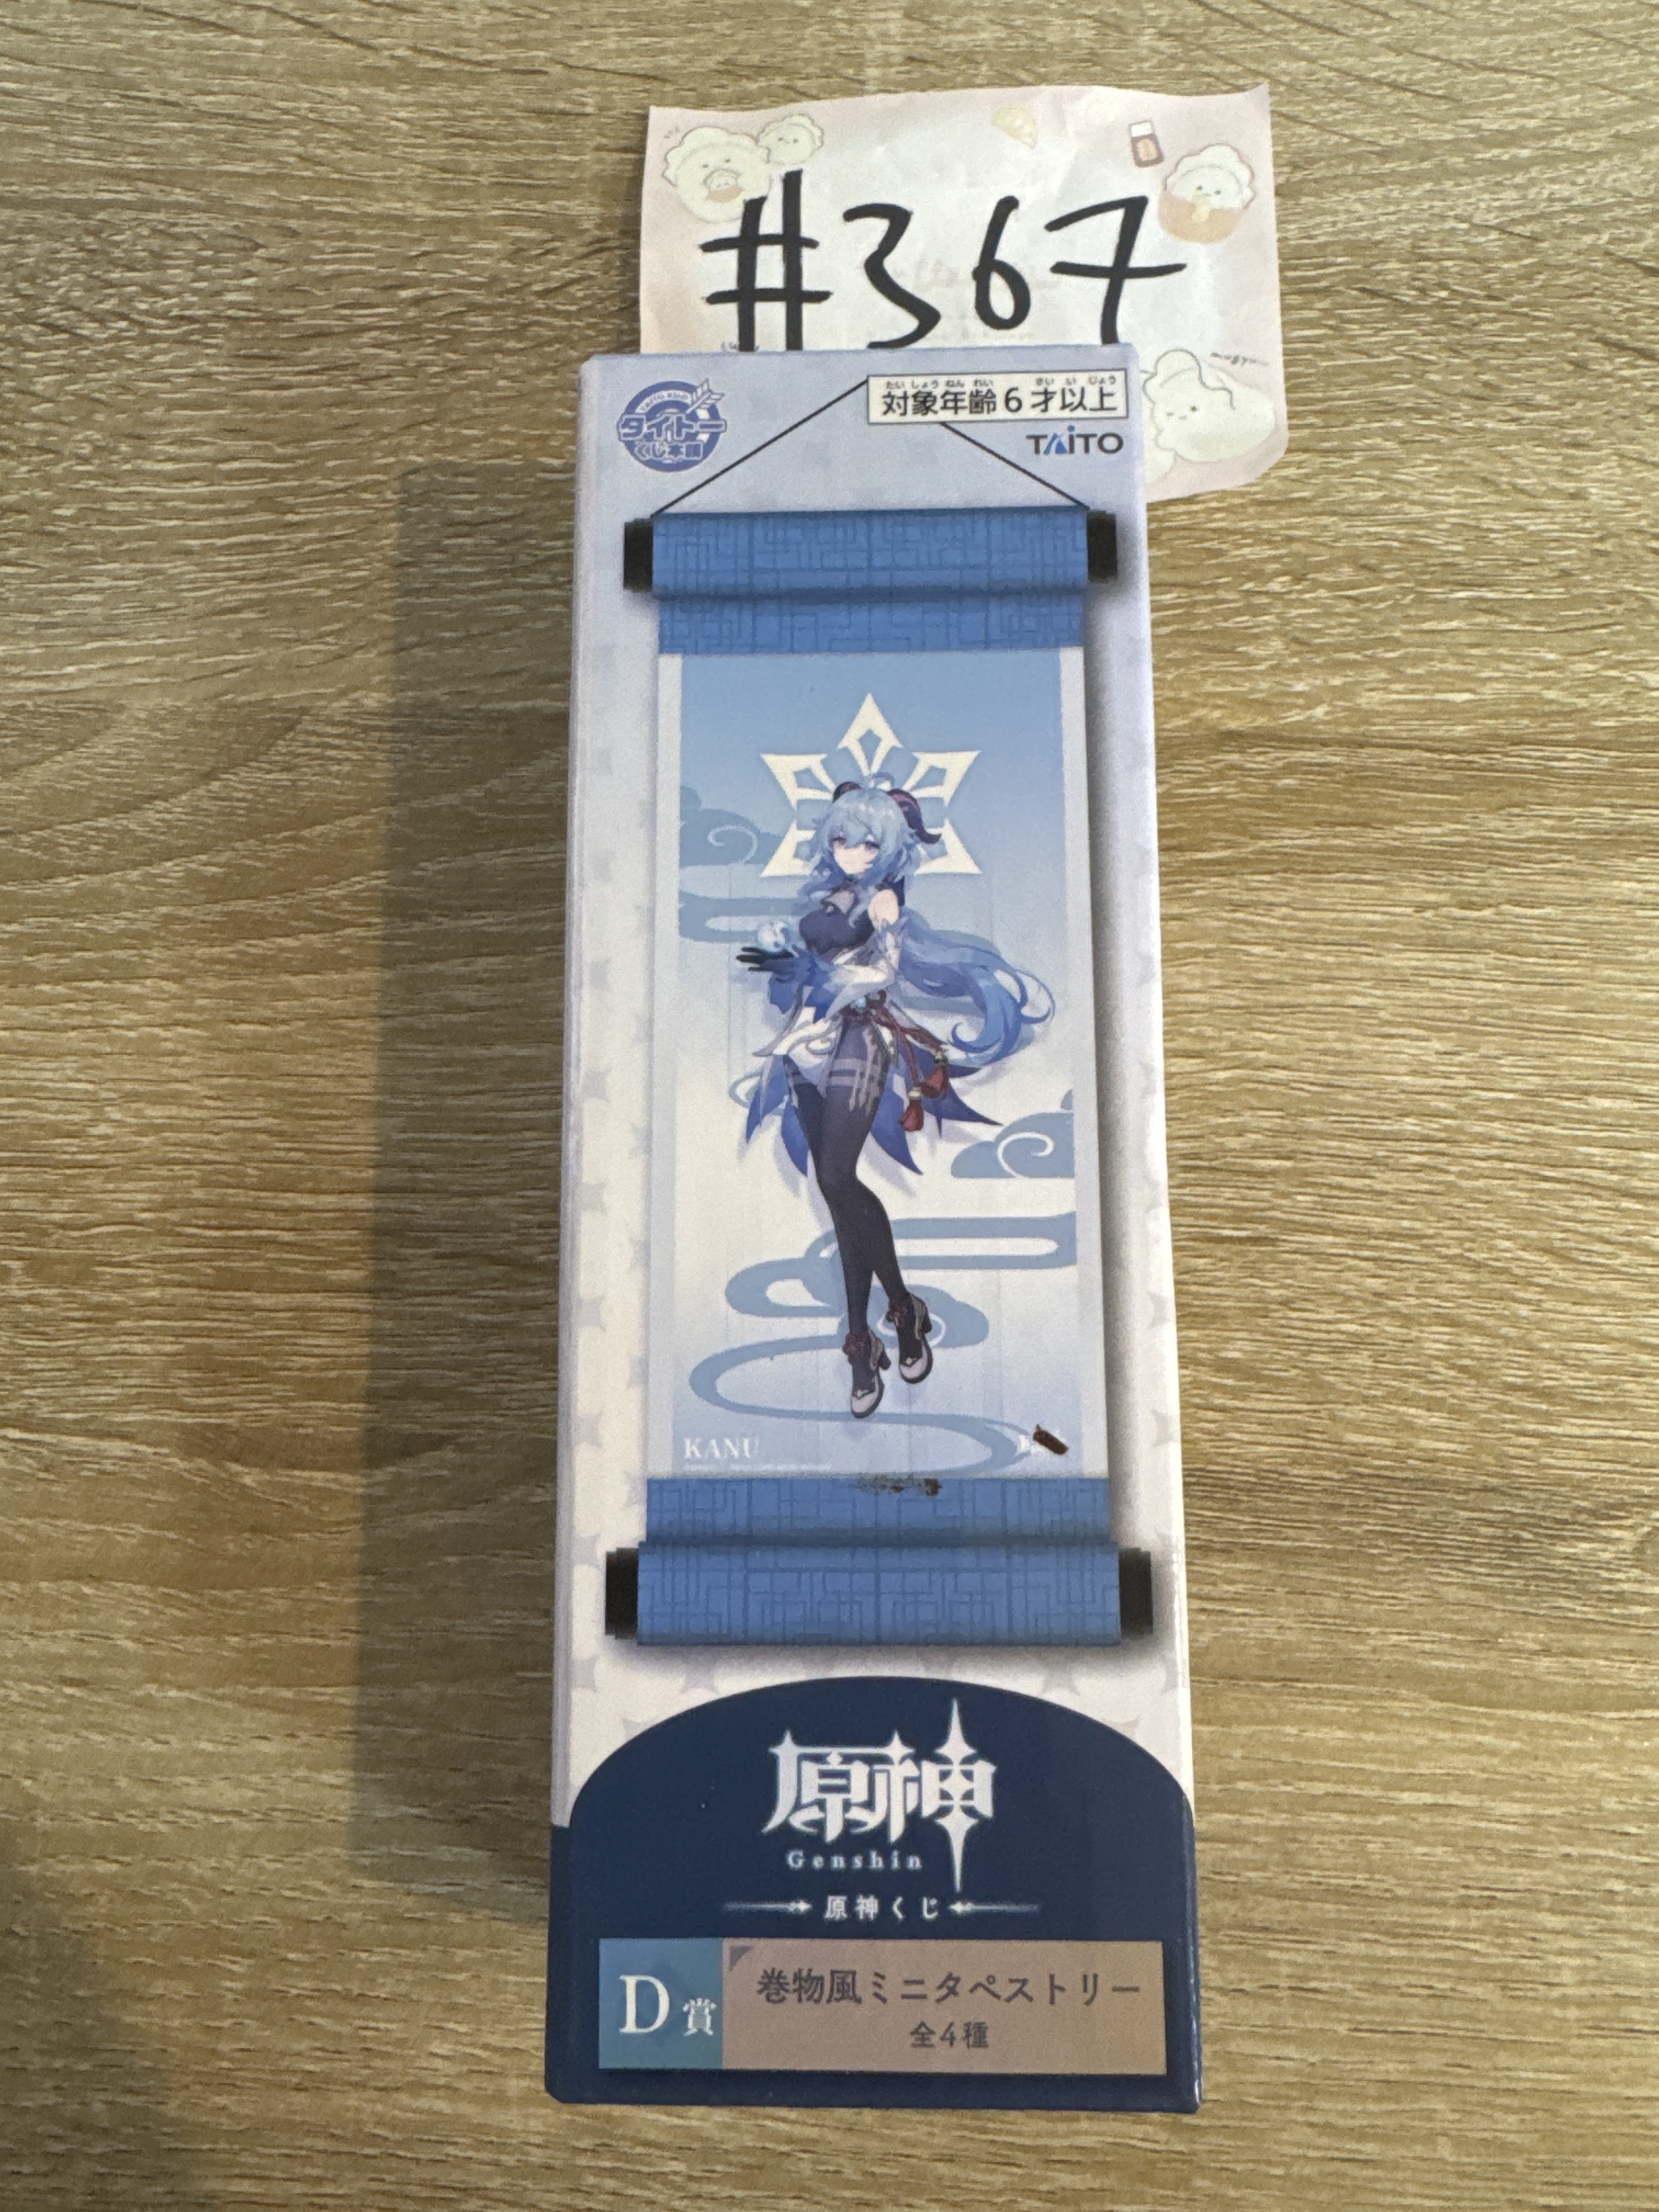 #367
タイトー
くじ本舗
たいしょうねんれい さいいじょう
対象年齢6才以上
TAITO
KANU
原神
Genshin
原神くじ
D賞
巻物風ミニタペストリー
全4種